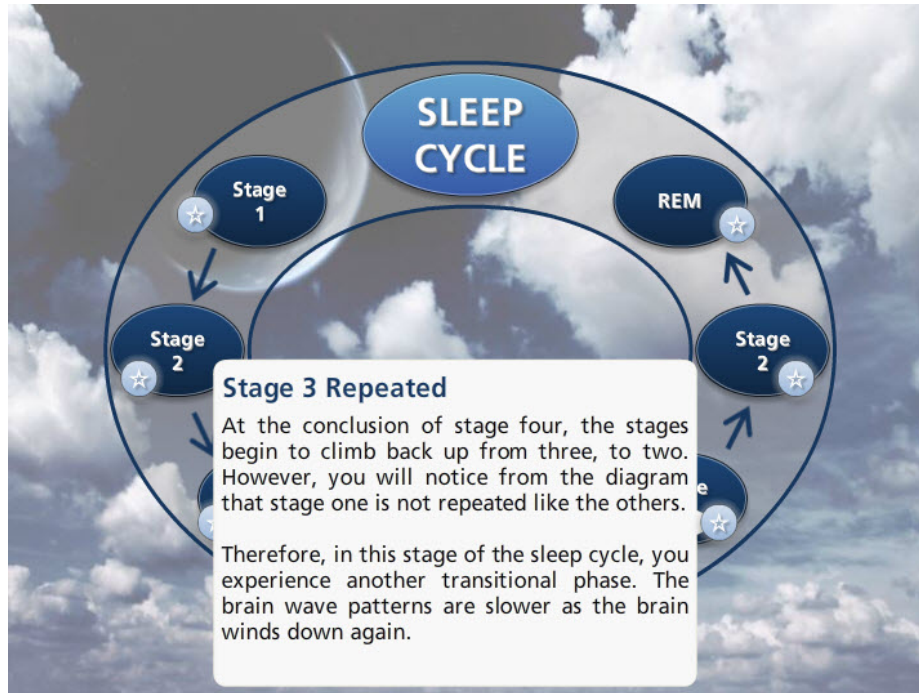 SLEEP
CYCLE
Stage
1
REM
Stage
2
Stage
2
Stage 3 Repeated
At the conclusion of stage four, the stages
begin to climb back up from three, to two.
However, you will notice from the diagram
that stage one is not repeated like the others.
Therefore, in this stage of the sleep cycle, you
experience another transitional phase. The
brain wave patterns are slower as the brain
winds down again.